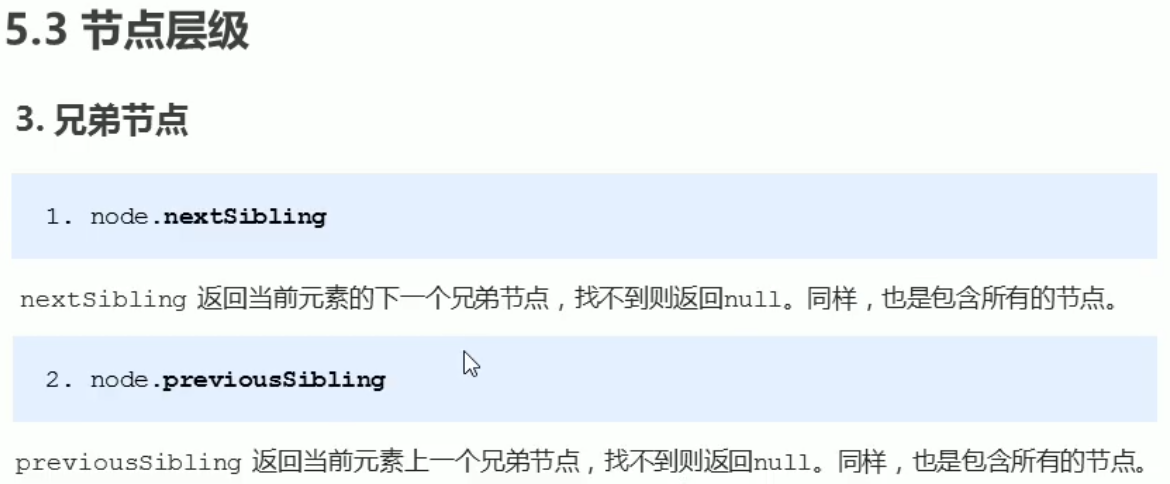 5.3 节点层级
3. 兄弟节点
1. node.nextSibling
nextSibling 返回当前元素的下一个兄弟节点，找不到则返回null。同样，也是包含所有的节点。
2. node.previousSibling
previousSibling 返回当前元素上一个兄弟节点，找不到则返回null。同样，也是包含所有的节点。